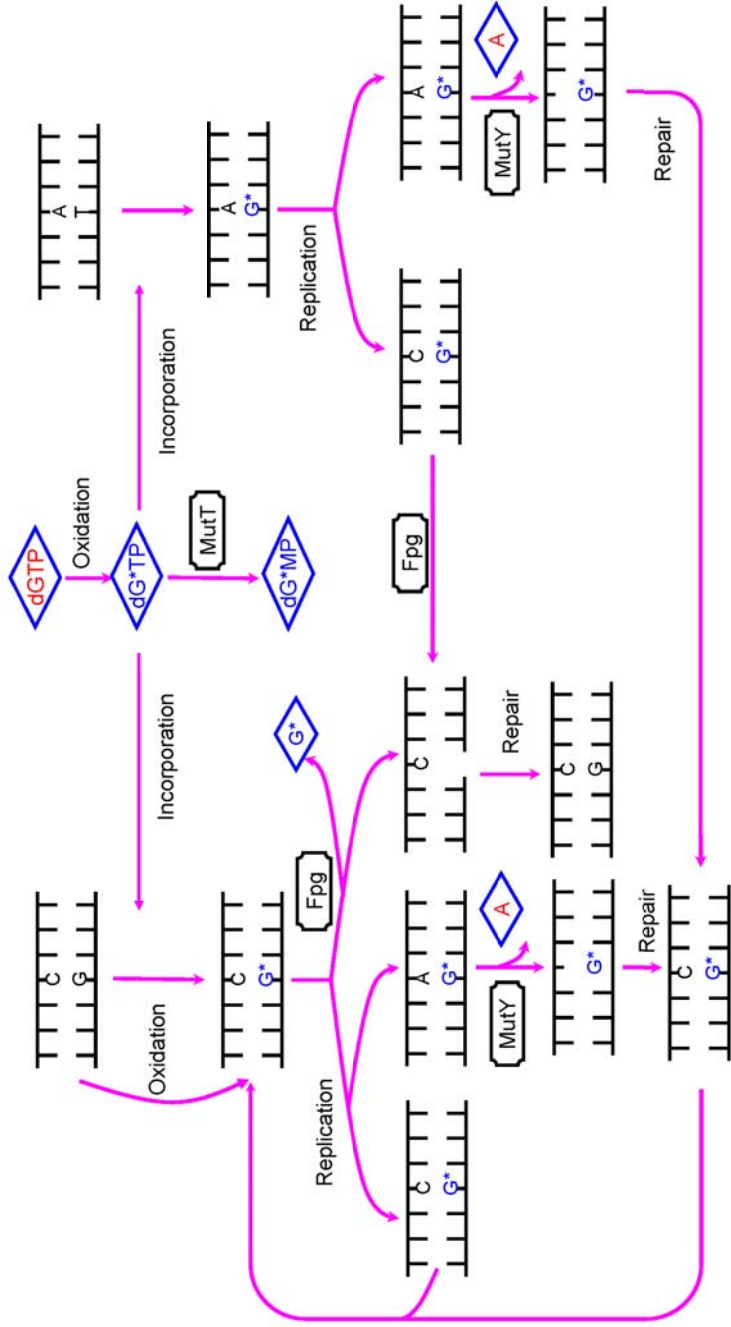 dGTP
C
G
Oxidation
A
T
dG*TP
Incorporation
Incorporation
Oxidation
MutT
C
G*
dG*MP
A
G*
G*
Fpg
Replication
Replication
C
G*
A
G*
C
Fpg
C
G*
A
G*
MutY
A
Repair
MutY
A
G*
C
G
G*
Repair
Repair
C
G*